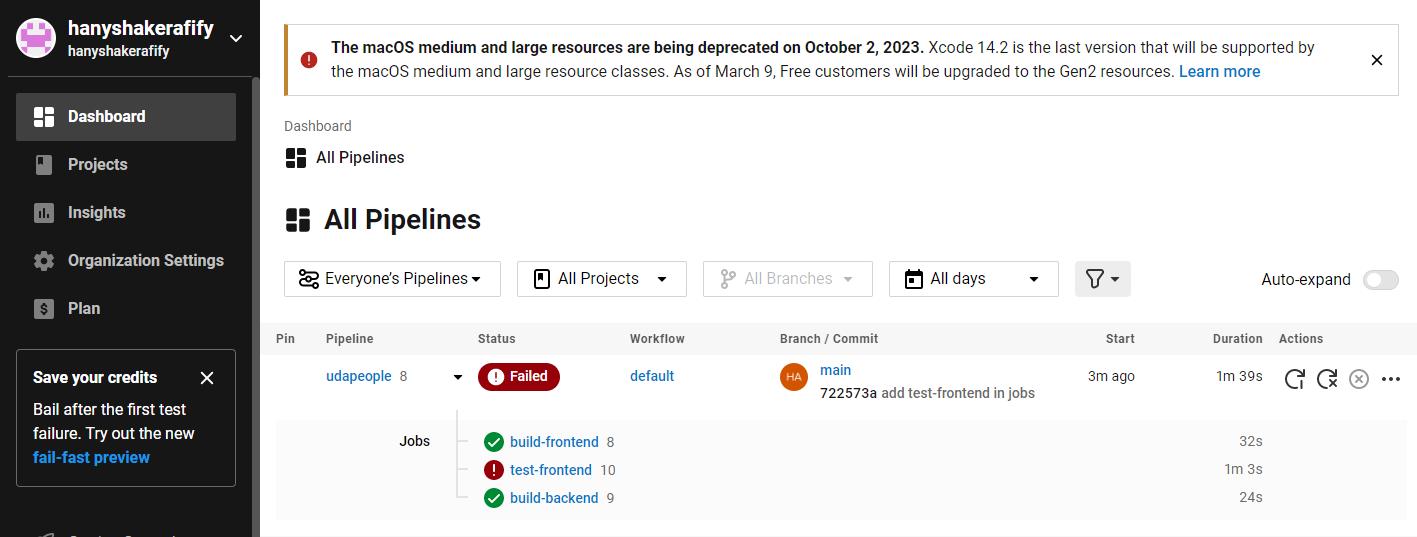 hanyshakerafify
hanyshakerafify
Dashboard
Projects
Insights
Organization Settings
Plan
Save your credits
Bail after the first test
failure. Try out the new
fail-fast preview
The macOS medium and large resources are being deprecated on October 2, 2023. Xcode 14.2 is the last version that will be supported by
the macOS medium and large resource classes. As of March 9, Free customers will be upgraded to the Gen2 resources. Learn more
Dashboard
All Pipelines
All Pipelines
Everyone's Pipelines All Projects All Branches All days Auto-expand
Pin Pipeline Status Workflow Branch / Commit Start Duration Actions
udapeople 8 Failed default HA main 3m ago 1m 39s
722573a add test-frontend in jobs
Jobs build-frontend 8 32s
test-frontend 10 1m 3s
build-backend 9 24s